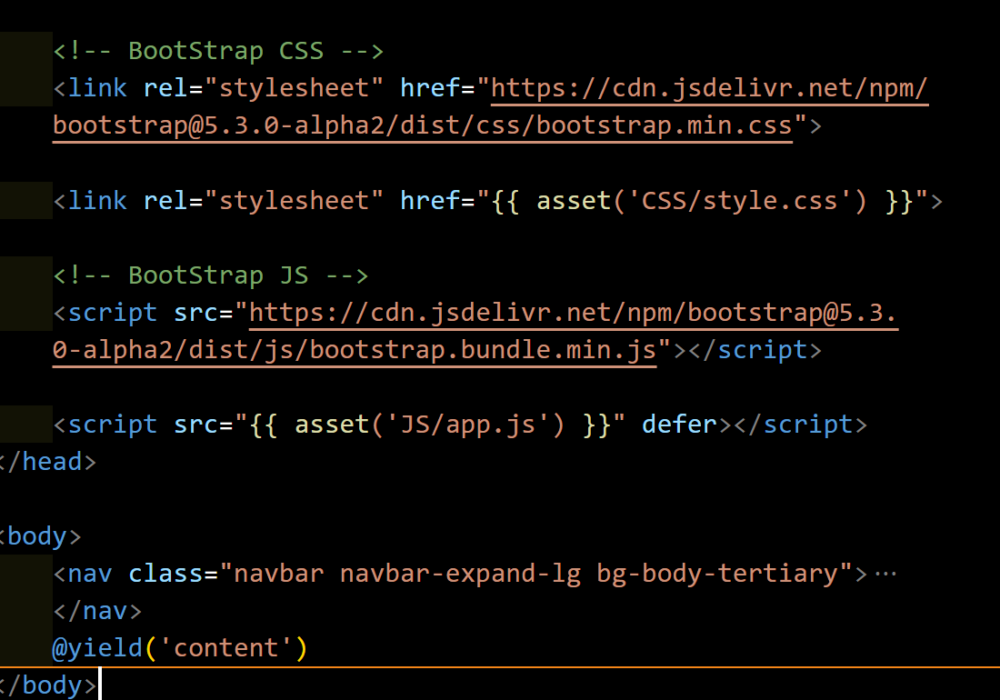 <!-- BootStrap CSS -->
<link rel="stylesheet" href="https://cdn.jsdelivr.net/npm/
bootstrap@5.3.0-alpha2/dist/css/bootstrap.min.css">
<link rel="stylesheet" href="{{ asset('CSS/style.css') }}">
<!-- BootStrap JS -->
<script src="https://cdn.jsdelivr.net/npm/bootstrap@5.3.
0-alpha2/dist/js/bootstrap.bundle.min.js"></script>
<script src="{{ asset('JS/app.js') }}" defer></script>
</head>
<body>
<nav class="navbar navbar-expand-lg bg-body-tertiary">···
</nav>
@yield('content')
</body>